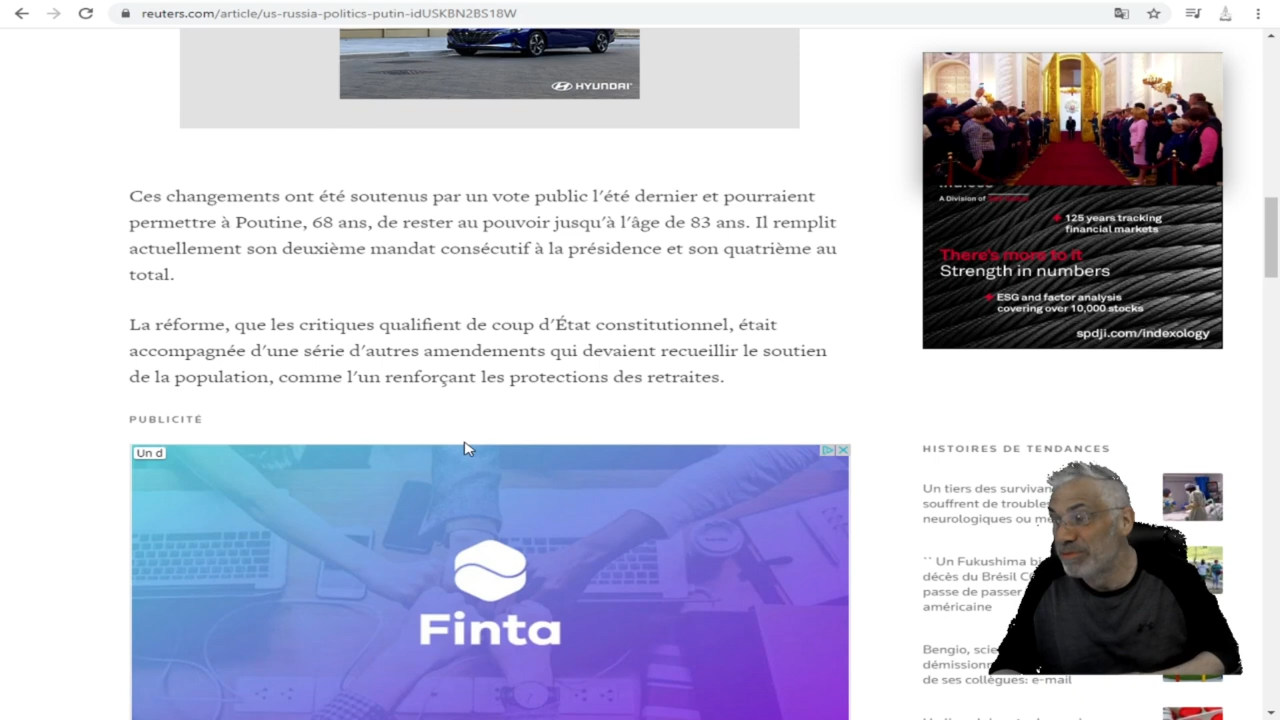 reuters.com/article/us-russia-politics-putin-idUSKBN2BS18W
HYUNDAI
Ces changements ont été soutenus par un vote public l'été dernier et pourraient
permettre à Poutine, 68 ans, de rester au pouvoir jusqu'à l'âge de 83 ans. Il remplit
actuellement son deuxième mandat consécutif à la présidence et son quatrième au
total.
La réforme, que les critiques qualifient de coup d'État constitutionnel, était
accompagnée d'une série d'autres amendements qui devaient recueillir le soutien
de la population, comme l'un renforçant les protections des retraites.
PUBLICITÉ
Un d
Finta
A Division of
125 years tracking
financial markets
There's more to it
Strength in numbers
ESG and factor analysis
covering over 10,000 stocks
spdji.com/indexology
HISTOIRES DE TENDANCES
Un tiers des
souffrent de
neurologiques ou
`` Un Fukushima
décès du Brésil
passe de passer
américaine
Bengio,
de ses collègues: e-mail